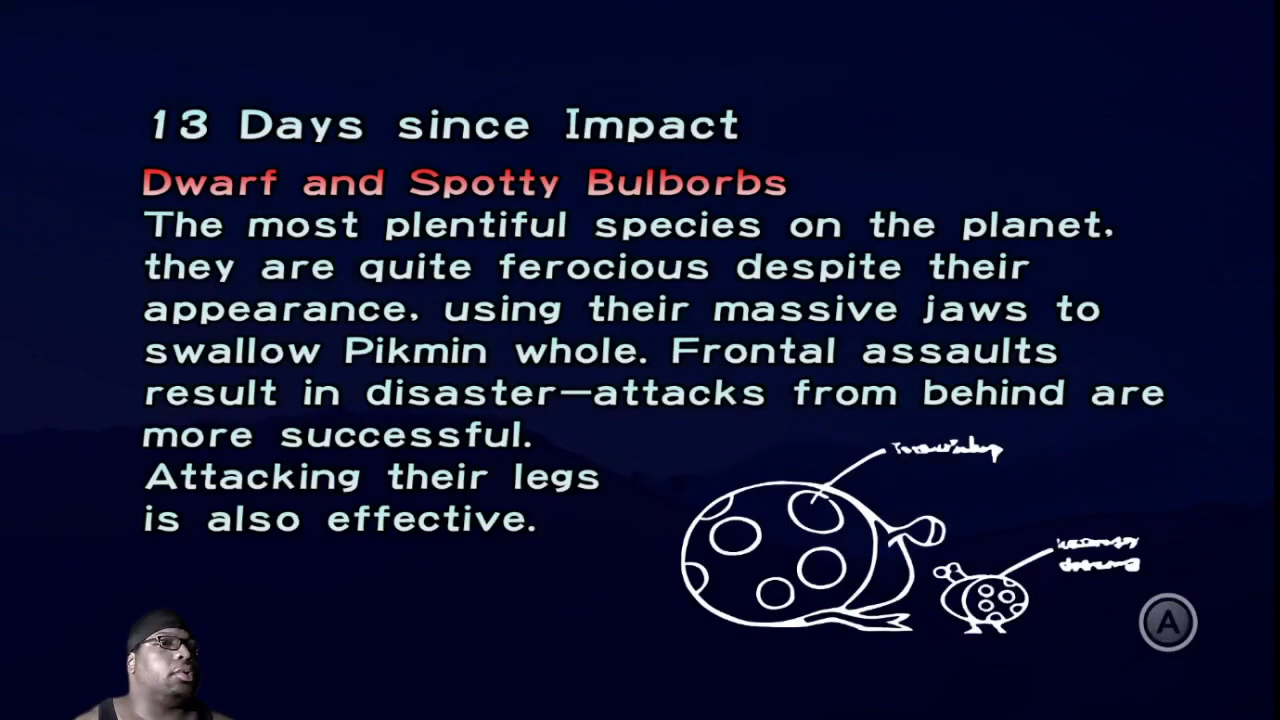 13 Days since Impact
Dwarf and Spotty Bulborbs
The most plentiful species on the planet,
they are quite ferocious despite their
appearance, using their massive jaws to
swallow Pikmin whole. Frontal assaults
result in disaster—attacks from behind are
more successful.
Attacking their legs
is also effective.
A